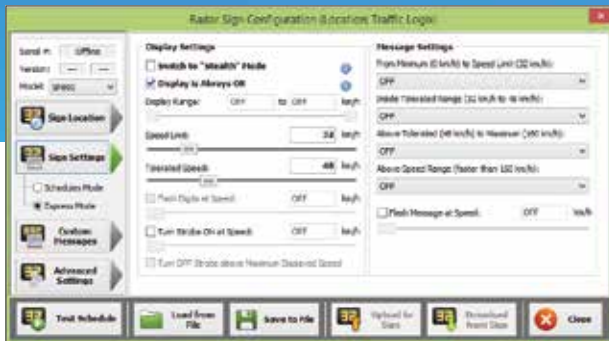 Radar Sign Configuration (Location: Traffic Logix)
Serial #: Offline
Version: --- ---
Model:
Sign Location
Sign Settings
Schedules Mode
Express Mode
Custom Messages
Advanced Settings
Display Settings
Switch to "Stealth" Mode
Display is Always Off
Display Range: OFF to OFF km/h
Speed Limit: km/h
Tolerated Speed: km/h
Flash Digits at Speed: OFF km/h
Turn Strobe ON at Speed: OFF km/h
Turn OFF Strobe above Maximum Displayed Speed
Message Settings
From Minimum (0 km/h) to Speed Limit (32 km/h):
OFF
Inside Tolerated Range (32 km/h to 48 km/h):
OFF
Above Tolerated (48 km/h) to Maximum (160 km/h):
OFF
Above Speed Range (faster than 160 km/h):
OFF
Flash Message at Speed: OFF km/h
Test Schedule
Load from File
Save to File
Upload to Sign
Download from Sign
Close